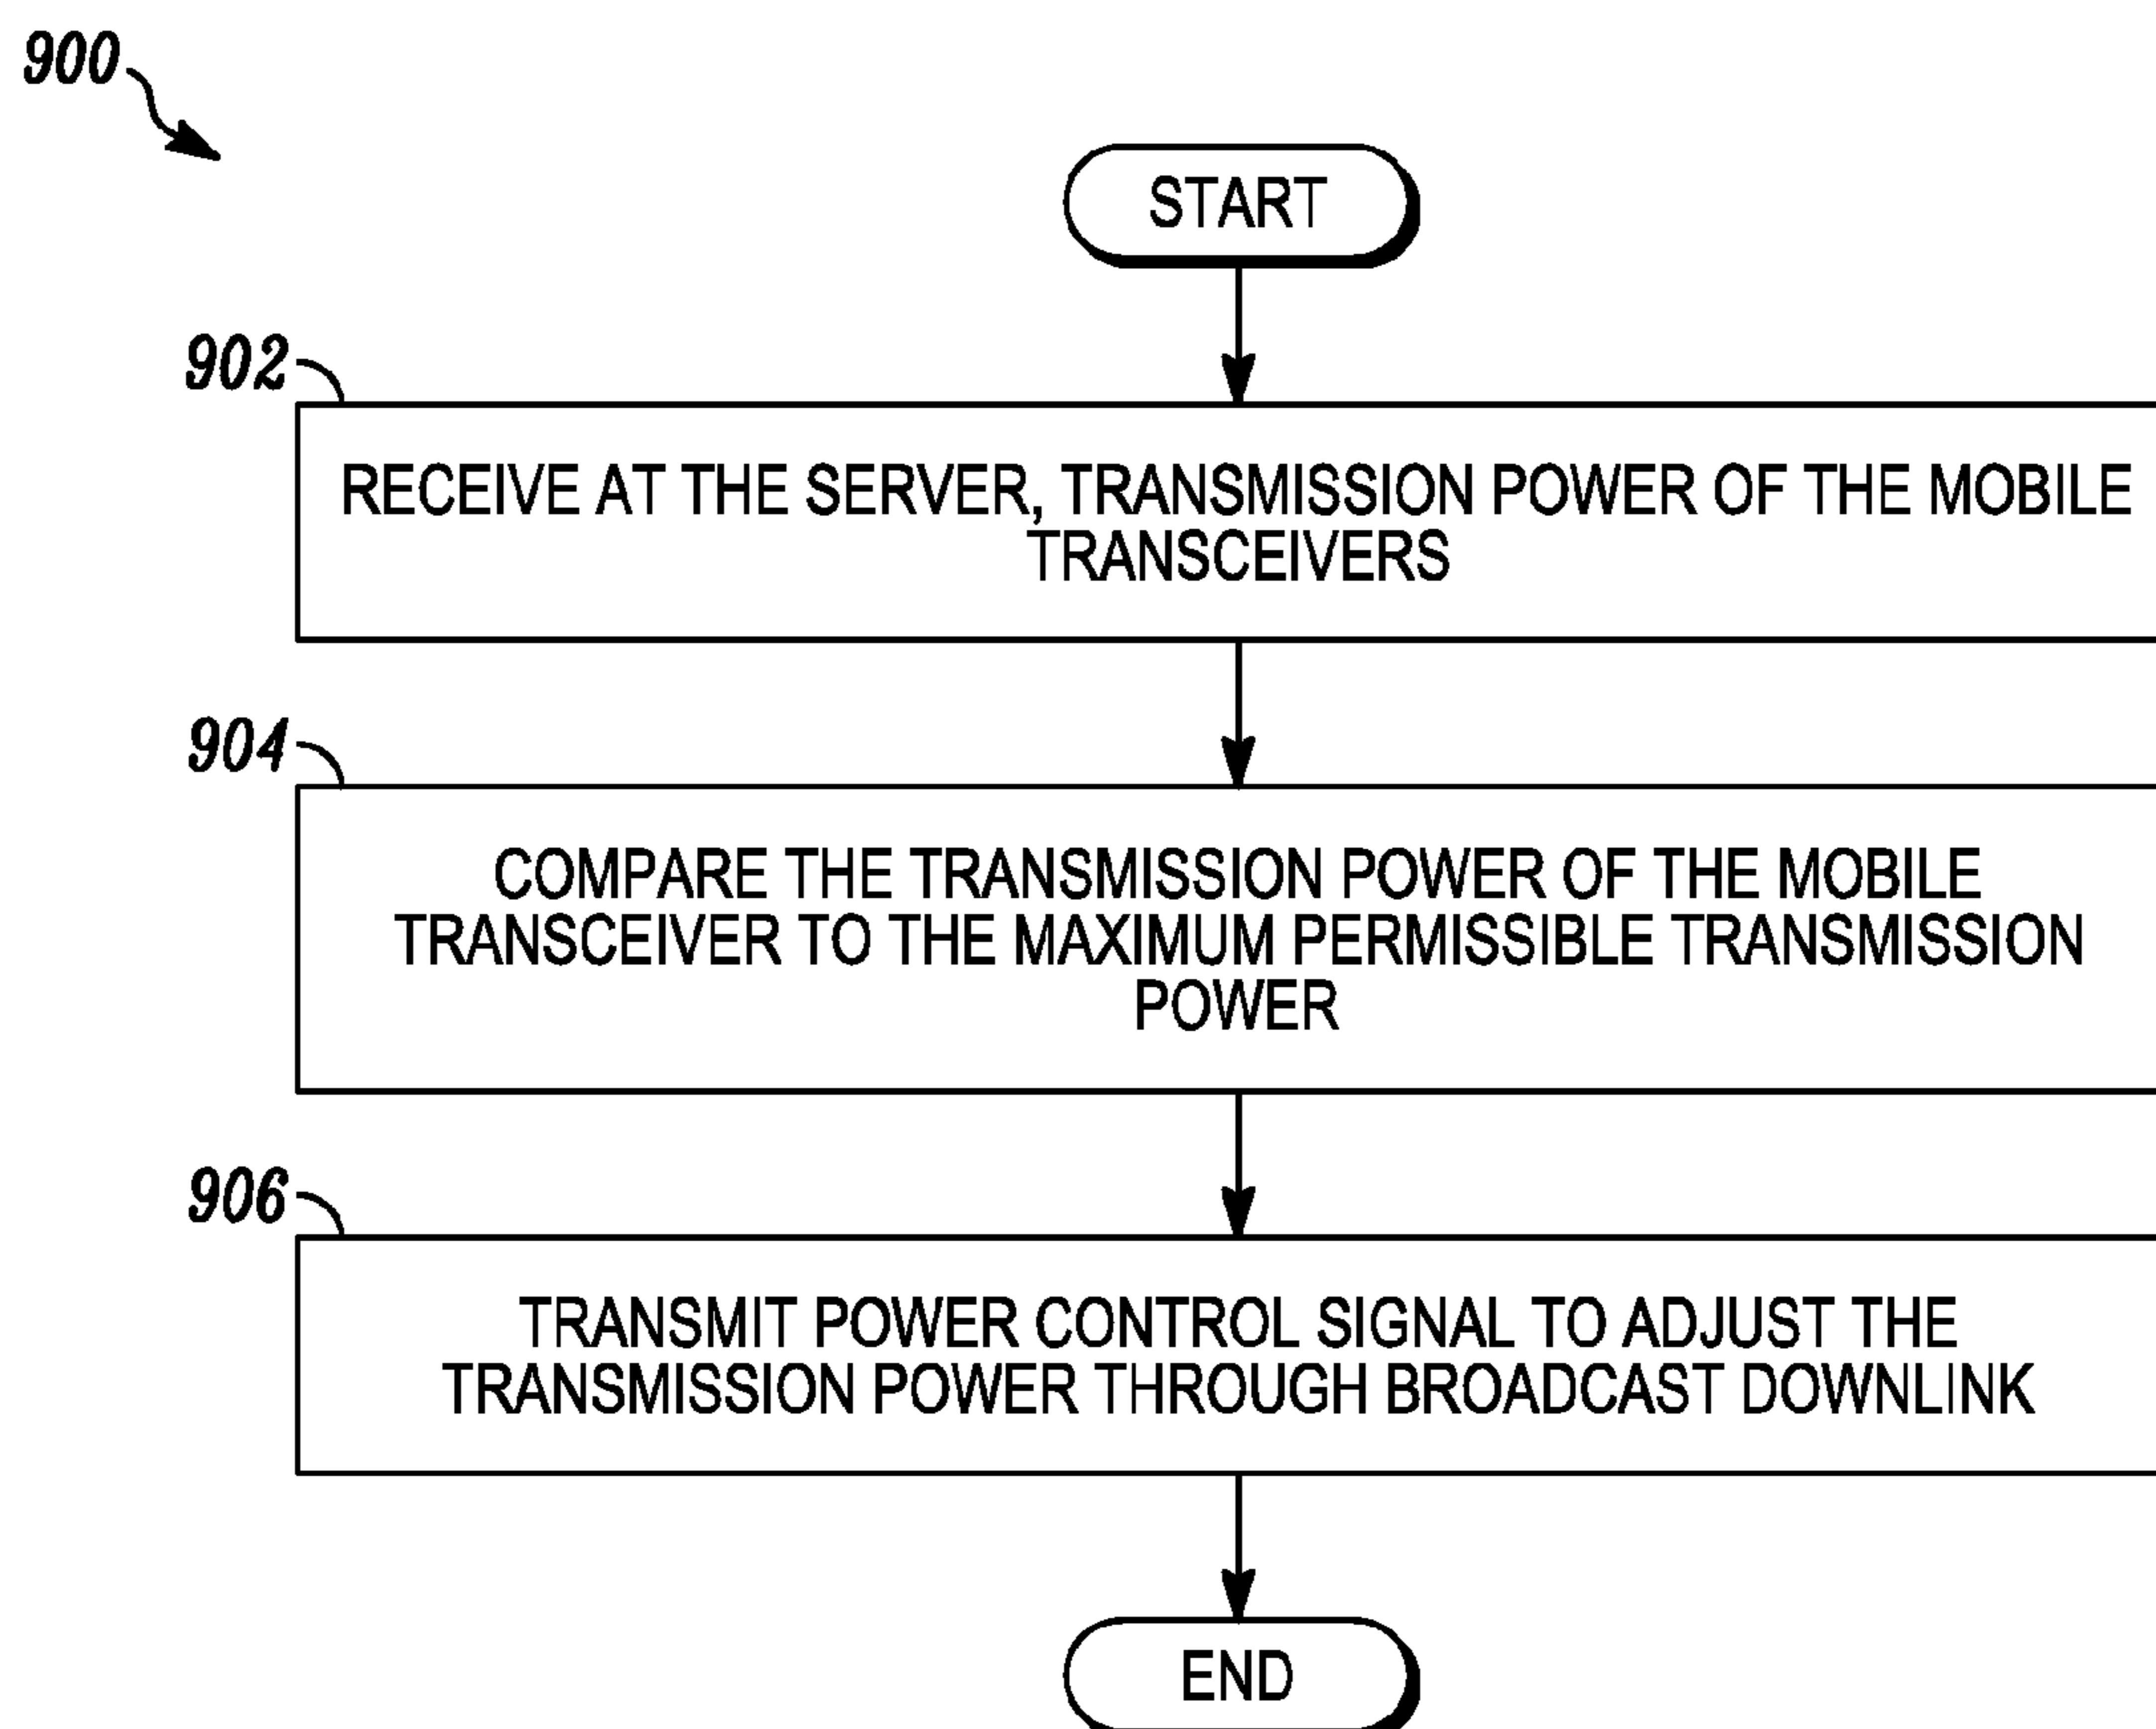 900
START
902
RECEIVE AT THE SERVER, TRANSMISSION POWER OF THE MOBILE
TRANSCEIVERS
904
COMPARE THE TRANSMISSION POWER OF THE MOBILE
TRANSCEIVER TO THE MAXIMUM PERMISSIBLE TRANSMISSION
POWER
906
TRANSMIT POWER CONTROL SIGNAL TO ADJUST THE
TRANSMISSION POWER THROUGH BROADCAST DOWNLINK
END